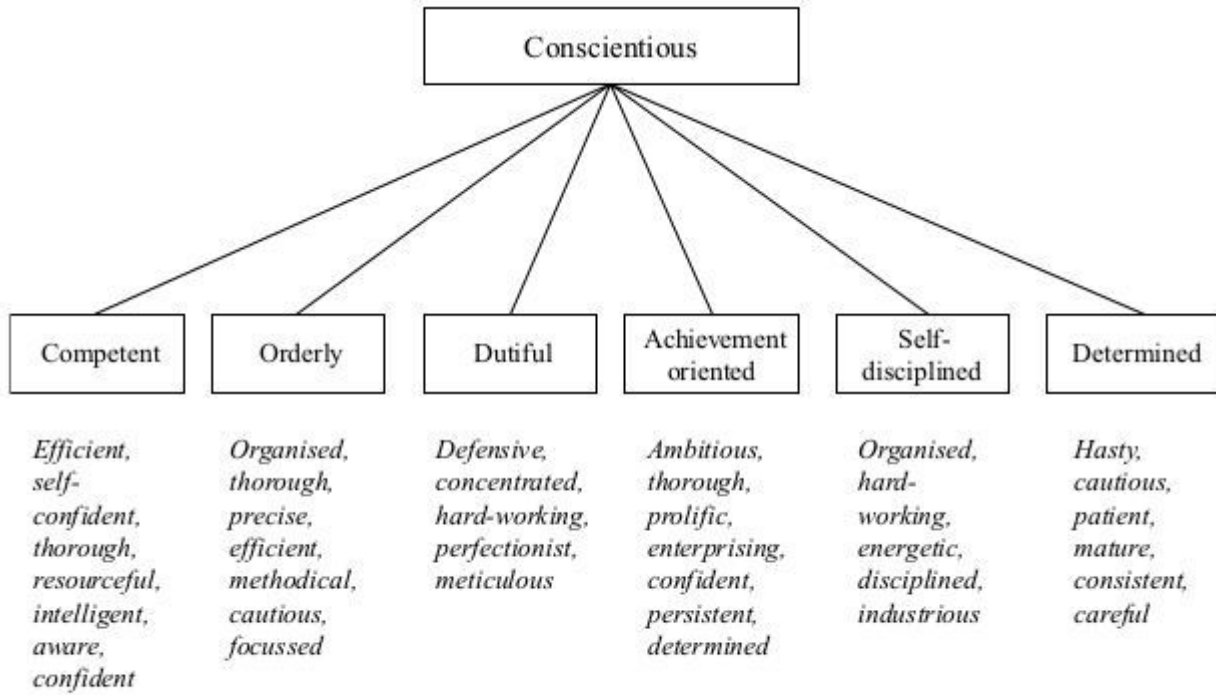 Conscientious
Competent
Orderly
Dutiful
Achievement
oriented
Self-
disciplined
Determined
Efficient,
self-
confident,
thorough,
resourceful,
intelligent,
aware,
confident
Organised,
thorough,
precise,
efficient,
methodical,
cautious,
focussed
Defensive,
concentrated,
hard-working,
perfectionist,
meticulous
Ambitious,
thorough,
prolific,
enterprising,
confident,
persistent,
determined
Organised,
hard-
working,
energetic,
disciplined,
industrious
Hasty,
cautious,
patient,
mature,
consistent,
careful